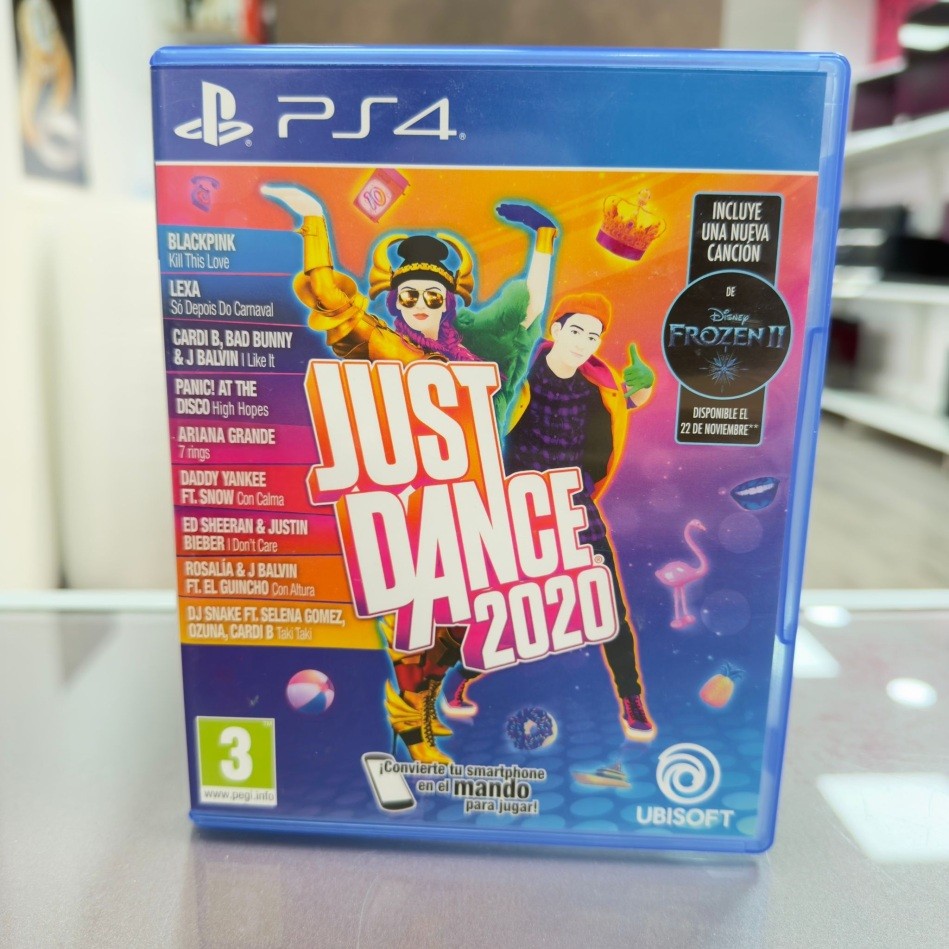 PS4
BLACKPINK
Kill This Love
LEXA
Só Depois Do Carnaval
CARDI B, BAD BUNNY
& J BALVIN I Like It
PANIC! AT THE
DISCO High Hopes
ARIANA GRANDE
7 rings
DADDY YANKEE
FT. SNOW Con Calma
ED SHEERAN & JUSTIN
BIEBER I Don't Care
ROSALÍA & J BALVIN
FT. EL GUINCHO Con Altura
DJ SNAKE FT. SELENA GOMEZ,
OZUNA, CARDI B Taki Taki
10
INCLUYE
UNA NUEVA
CANCIÓN
DE
Disney
FROZEN II
DISPONIBLE EL
22 DE NOVIEMBRE**
JUST
DANCE®
2020
3
www.pegi.info
¡Convierte tu smartphone
en el mando
para jugar!
UBISOFT